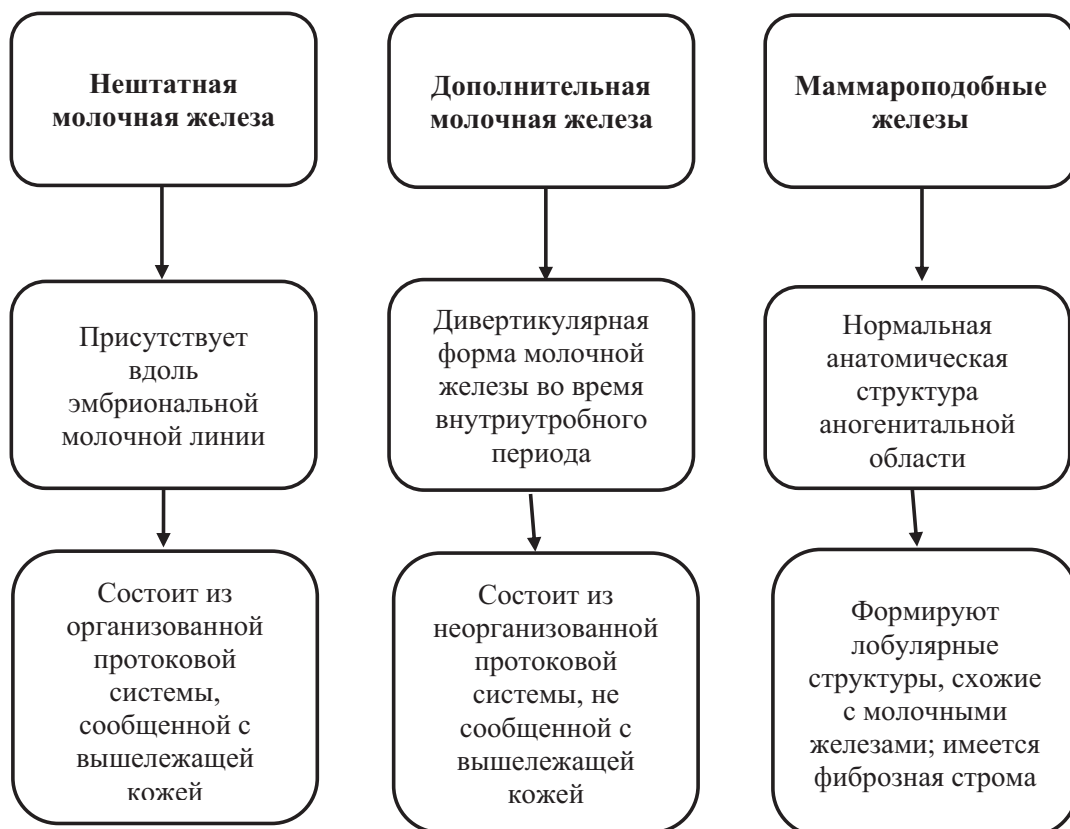 Нештатная
молочная железа
Дополнительная
молочная железа
Маммароподобные
железы
Присутствует
вдоль
эмбриональной
молочной линии
Дивертикулярная
форма молочной
железы во время
внутриутробного
периода
Нормальная
анатомическая
структура
аногенитальной
области
Состоит из
организованной
протоковой
системы,
сообщенной с
вышележащей
кожей
Состоит из
неорганизованной
протоковой
системы, не
сообщенной с
вышележащей
кожей
Формируют
лобулярные
структуры, схожие
с молочными
железами; имеется
фиброзная строма